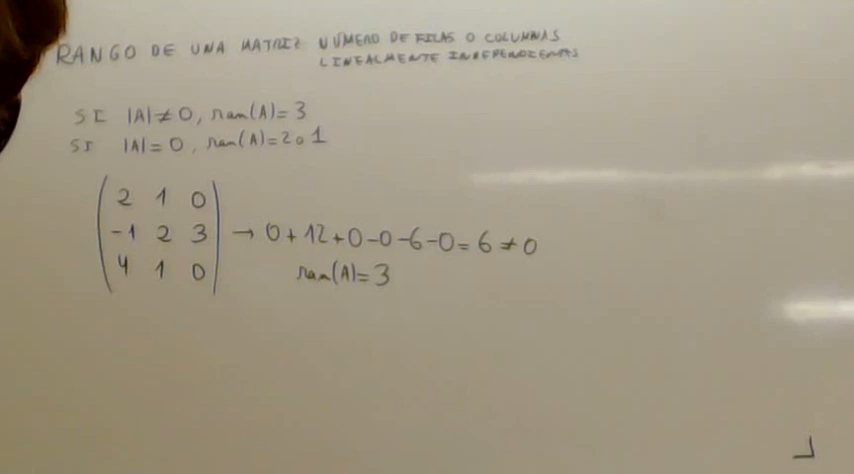 RANGO DE UNA MATRIZ NÚMERO DE FILAS O COLUMNAS
LINEALMENTE INDEPENDIENTAS
SI |A|≠0, ran(A)=3
SI |A|=0, ran(A)=2 o 1
2 1 0
-1 2 3 → 0+12+0-0-6-0=6≠0
4 1 0
ran(A)=3